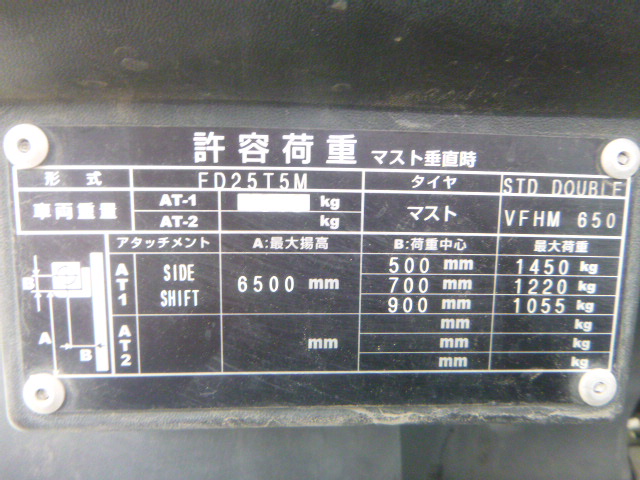 許容荷重 マスト垂直時
形式 FD25T5M タイヤ STD DOUBLE
車両重量 AT-1 kg マスト VFHM 650
AT-2 kg
アタッチメント A:最大揚高 B:荷重中心 最大荷重
AT1 SIDE SHIFT 6500 mm 500 mm 1450 kg
700 mm 1220 kg
900 mm 1055 kg
AT2 mm mm kg
mm kg
mm kg
B
A
B